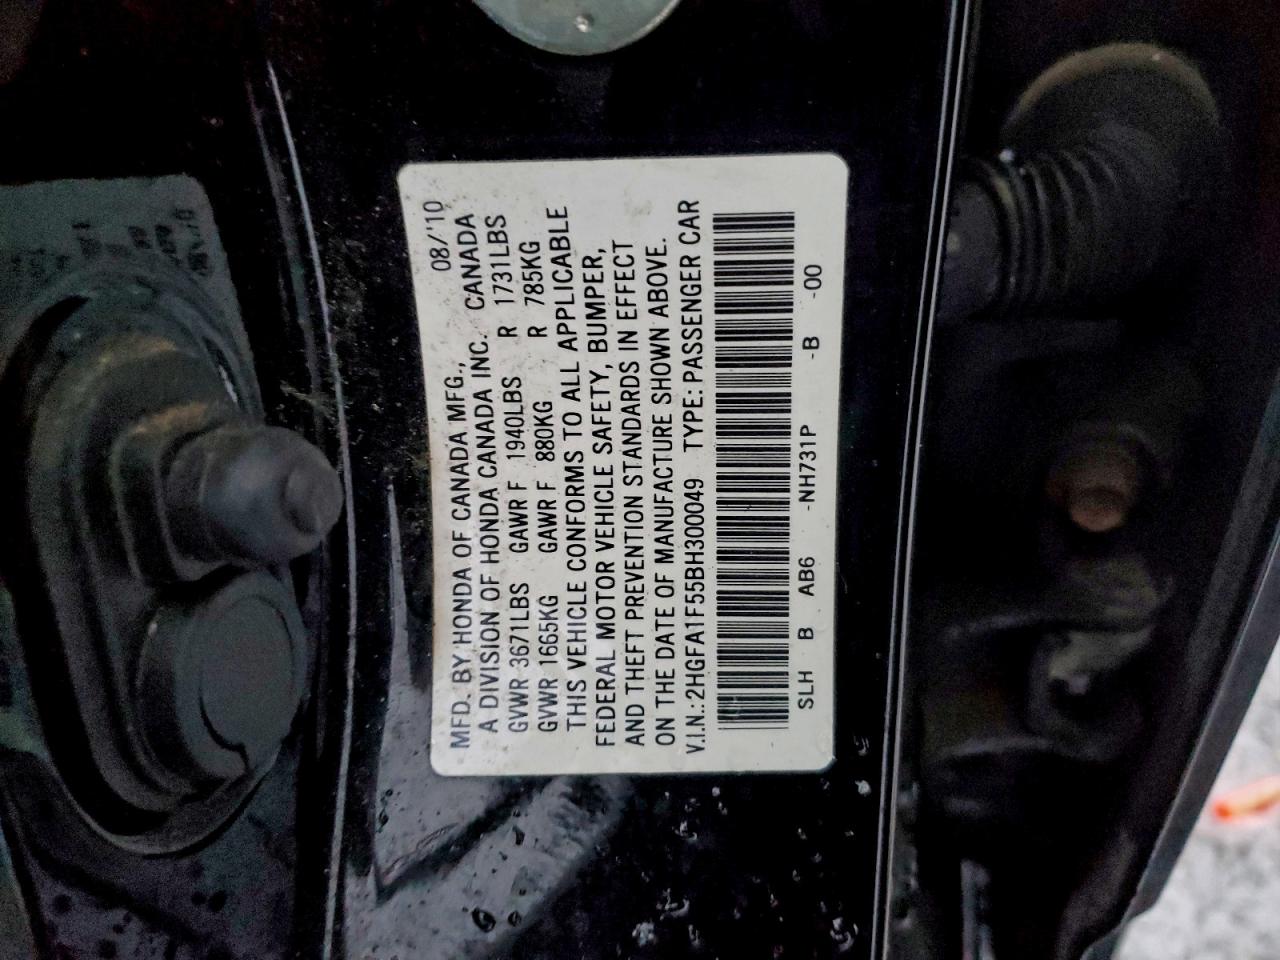 MFD. BY HONDA OF CANADA MFG., 08/'10
A DIVISION OF HONDA CANADA INC. CANADA
GVWR 3671LBS GAWR F 1940LBS R 1731LBS
GVWR 1665KG GAWR F 880KG R 785KG
THIS VEHICLE CONFORMS TO ALL APPLICABLE
FEDERAL MOTOR VEHICLE SAFETY, BUMPER,
AND THEFT PREVENTION STANDARDS IN EFFECT
ON THE DATE OF MANUFACTURE SHOWN ABOVE.
V.I.N.: 2HGFA1F55BH300049 TYPE: PASSENGER CAR
SLH B AB6 -NH731P -B -00